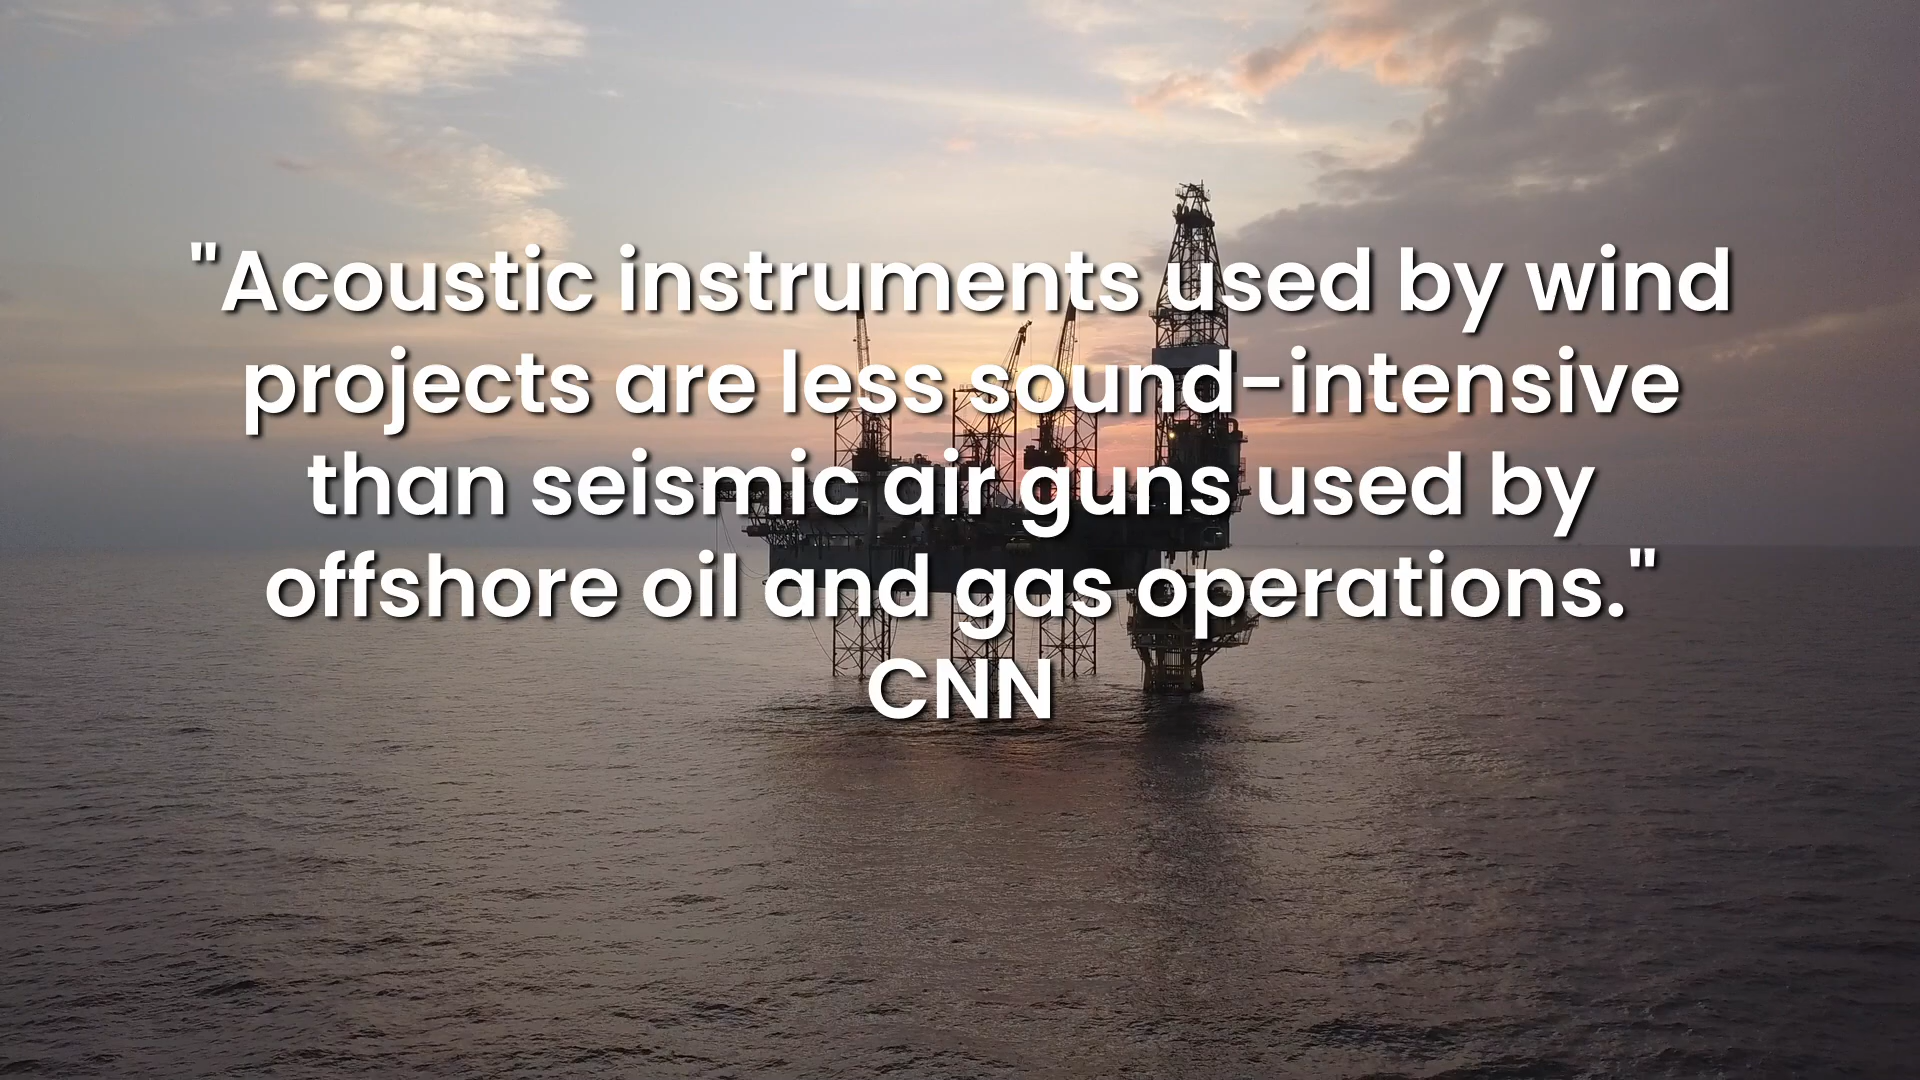 "Acoustic instruments used by wind
projects are less sound-intensive
than seismic air guns used by
offshore oil and gas operations."
CNN